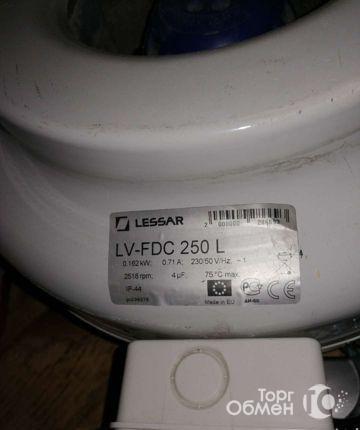 LESSAR
LV-FDC 250 L
0.162 kW; 0.71 A; 230/50 V/Hz; ~ 1
2518 rpm; 4 µF; 75 °C max.
IP-44
Made in EU
CE
Торг
Обмен